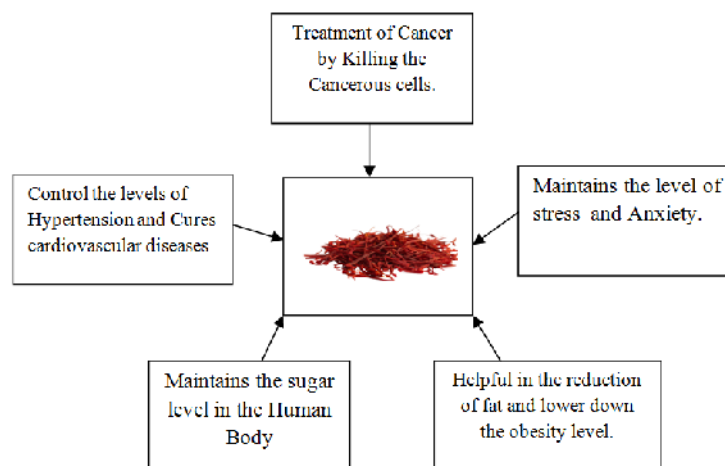 Treatment of Cancer
by Killing the
Cancerous cells.
Control the levels of
Hypertension and Cures
cardiovascular diseases
Maintains the level of
stress and Anxiety.
Maintains the sugar
level in the Human
Body
Helpful in the reduction
of fat and lower down
the obesity level.